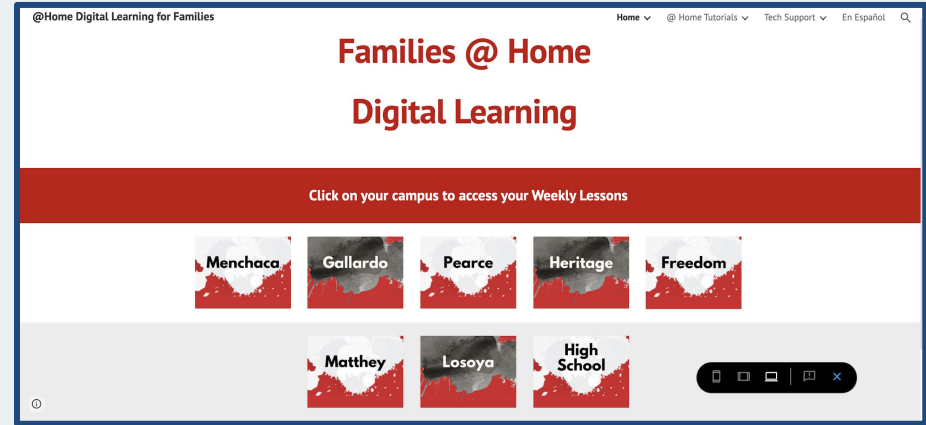 @Home Digital Learning for Families
Home @ Home Tutorials Tech Support En Español
Families @ Home
Digital Learning
Click on your campus to access your Weekly Lessons
Menchaca Gallardo Pearce Heritage Freedom
Matthey Losoya High School